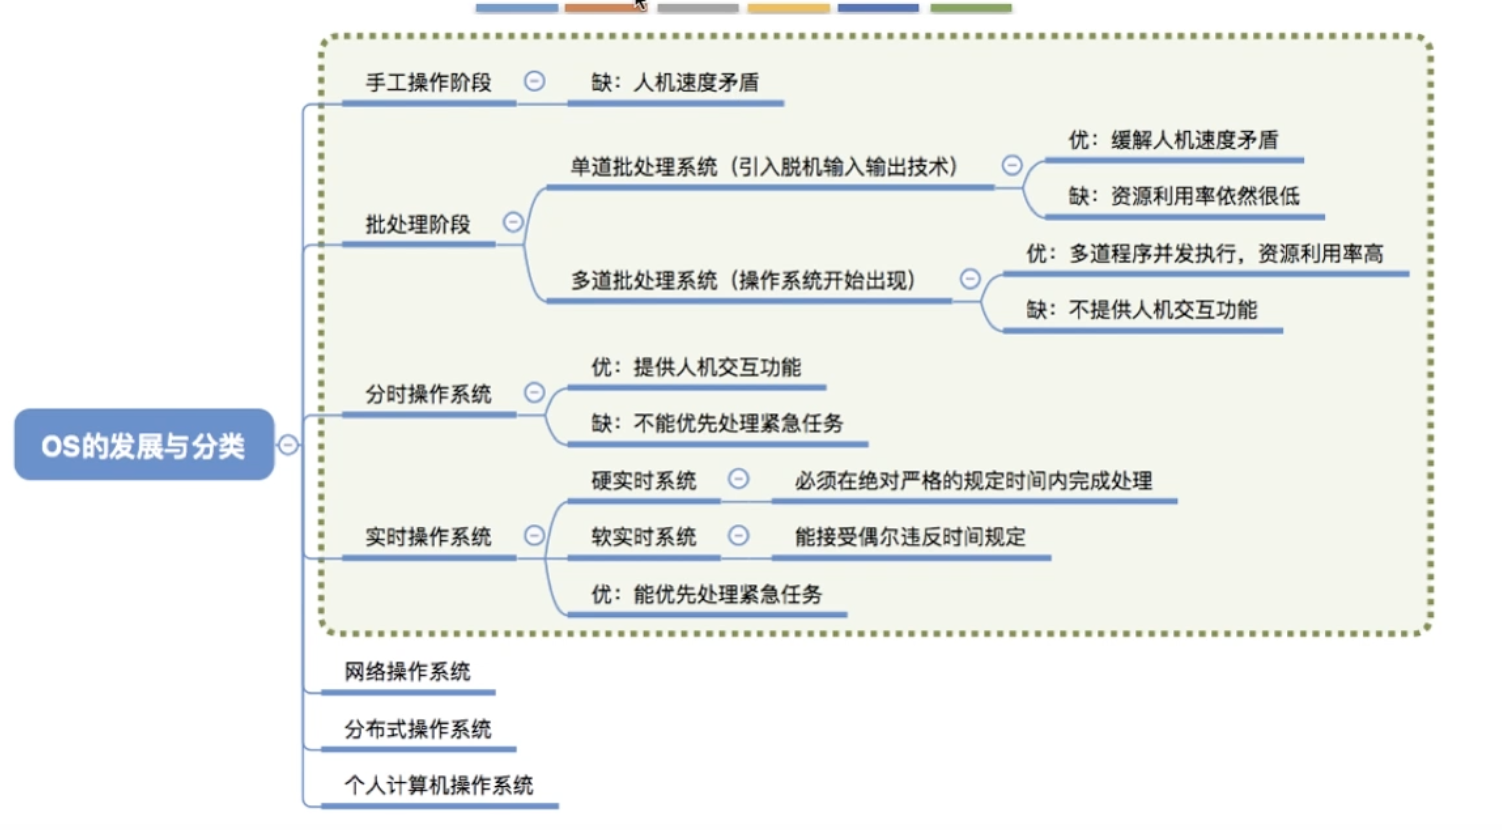 手工操作阶段
缺：人机速度矛盾
批处理阶段
单道批处理系统（引入脱机输入输出技术）
优：缓解人机速度矛盾
缺：资源利用率依然很低
多道批处理系统（操作系统开始出现）
优：多道程序并发执行，资源利用率高
缺：不提供人机交互功能
OS的发展与分类
分时操作系统
优：提供人机交互功能
缺：不能优先处理紧急任务
实时操作系统
硬实时系统
必须在绝对严格的规定时间内完成处理
软实时系统
能接受偶尔违反时间规定
优：能优先处理紧急任务
网络操作系统
分布式操作系统
个人计算机操作系统